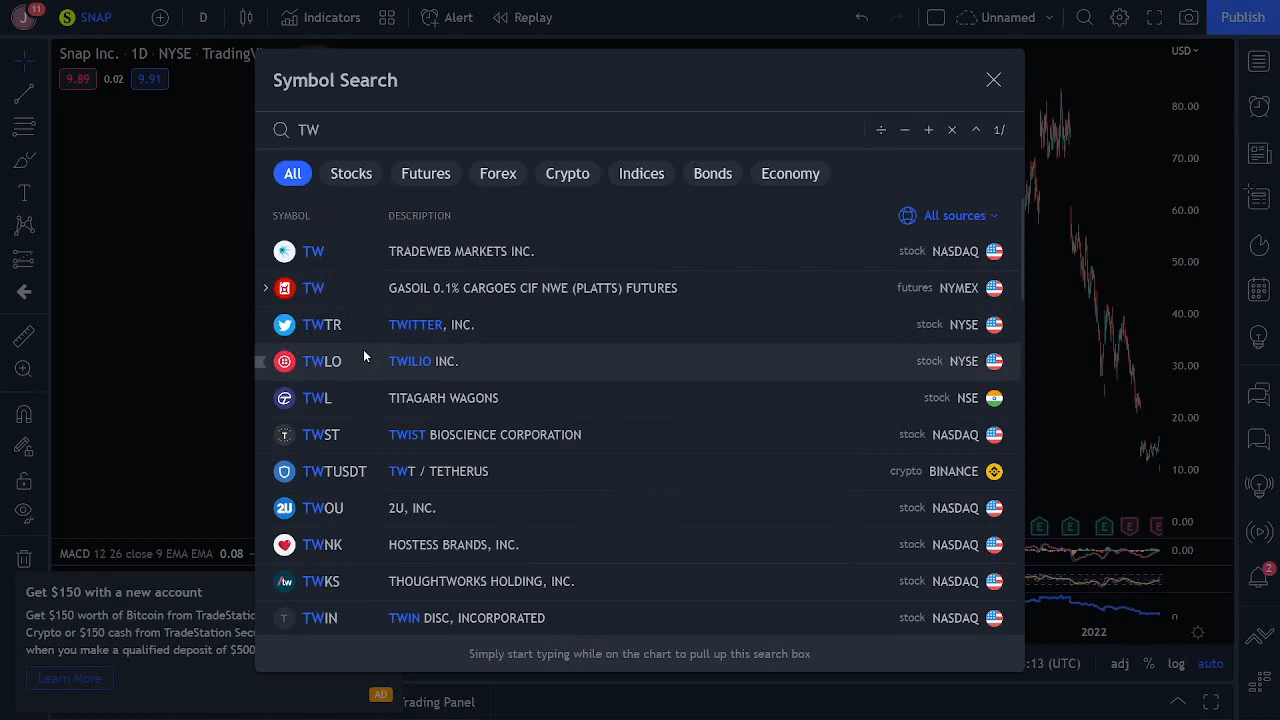 J 11 SNAP D Indicators Alert Replay Unnamed Publish
Snap Inc. · 1D · NYSE · TradingVi
9.89 0.02 9.91
USD
80.00
70.00
60.00
50.00
40.00
30.00
20.00
10.00
0.00
0.00
0
2022
Symbol Search
TW
÷ − + × ^ 1/
All Stocks Futures Forex Crypto Indices Bonds Economy
SYMBOL DESCRIPTION All sources
TW TRADEWEB MARKETS INC. stock NASDAQ
TW GASOIL 0.1% CARGOES CIF NWE (PLATTS) FUTURES futures NYMEX
TWTR TWITTER, INC. stock NYSE
TWLO TWILIO INC. stock NYSE
TWL TITAGARH WAGONS stock NSE
T TWST TWIST BIOSCIENCE CORPORATION stock NASDAQ
TWTUSDT TWT / TETHERUS crypto BINANCE
2U TWOU 2U, INC. stock NASDAQ
TWNK HOSTESS BRANDS, INC. stock NASDAQ
/tw TWKS THOUGHTWORKS HOLDING, INC. stock NASDAQ
T TWIN TWIN DISC, INCORPORATED stock NASDAQ
Simply start typing while on the chart to pull up this search box
E E E E E
MACD 12 26 close 9 EMA EMA 0.08
Get $150 with a new account
Get $150 worth of Bitcoin from TradeStatio
Crypto or $150 cash from TradeStation Sec
when you make a qualified deposit of $500
Learn More
AD
:13 (UTC) adj % log auto
rading Panel
2